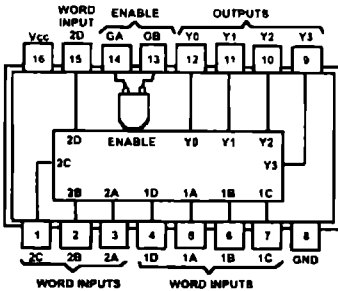 WORD INPUT ENABLE OUTPUTS
Vcc 2D GA GB Y0 Y1 Y2 Y3
16 15 14 13 12 11 10 9
2D ENABLE Y0 Y1 Y2
2C Y3
2B 2A 1D 1A 1B 1C
1 2 3 4 5 6 7 8
2C 2B 2A 1D 1A 1B 1C GND
WORD INPUTS WORD INPUTS